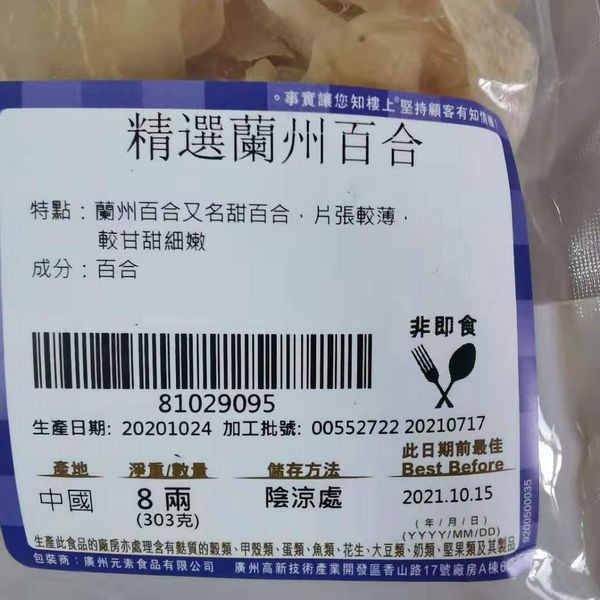 。事實讓您知樓上堅持顧客有知情權
精選蘭州百合
特點：蘭州百合又名甜百合，片張較薄，
較甘甜細嫩
成分：百合
非即食
81029095
生產日期: 20201024 加工批號: 00552722 20210717
此日期前最佳
Best Before
產地 淨重/數量 儲存方法
中國 8兩 陰涼處 2021.10.15
(303克)
(年/月/日)
(YYYY/MM/DD)
9200500035
生產此食品的廠房亦處理含有麩質的穀類、甲殼類、蛋類、魚類、花生、大豆類、奶類、堅果類及其製品
包裝商：廣州元素食品有限公司 廣州高新技術產業開發區香山路17號廠房A棟6